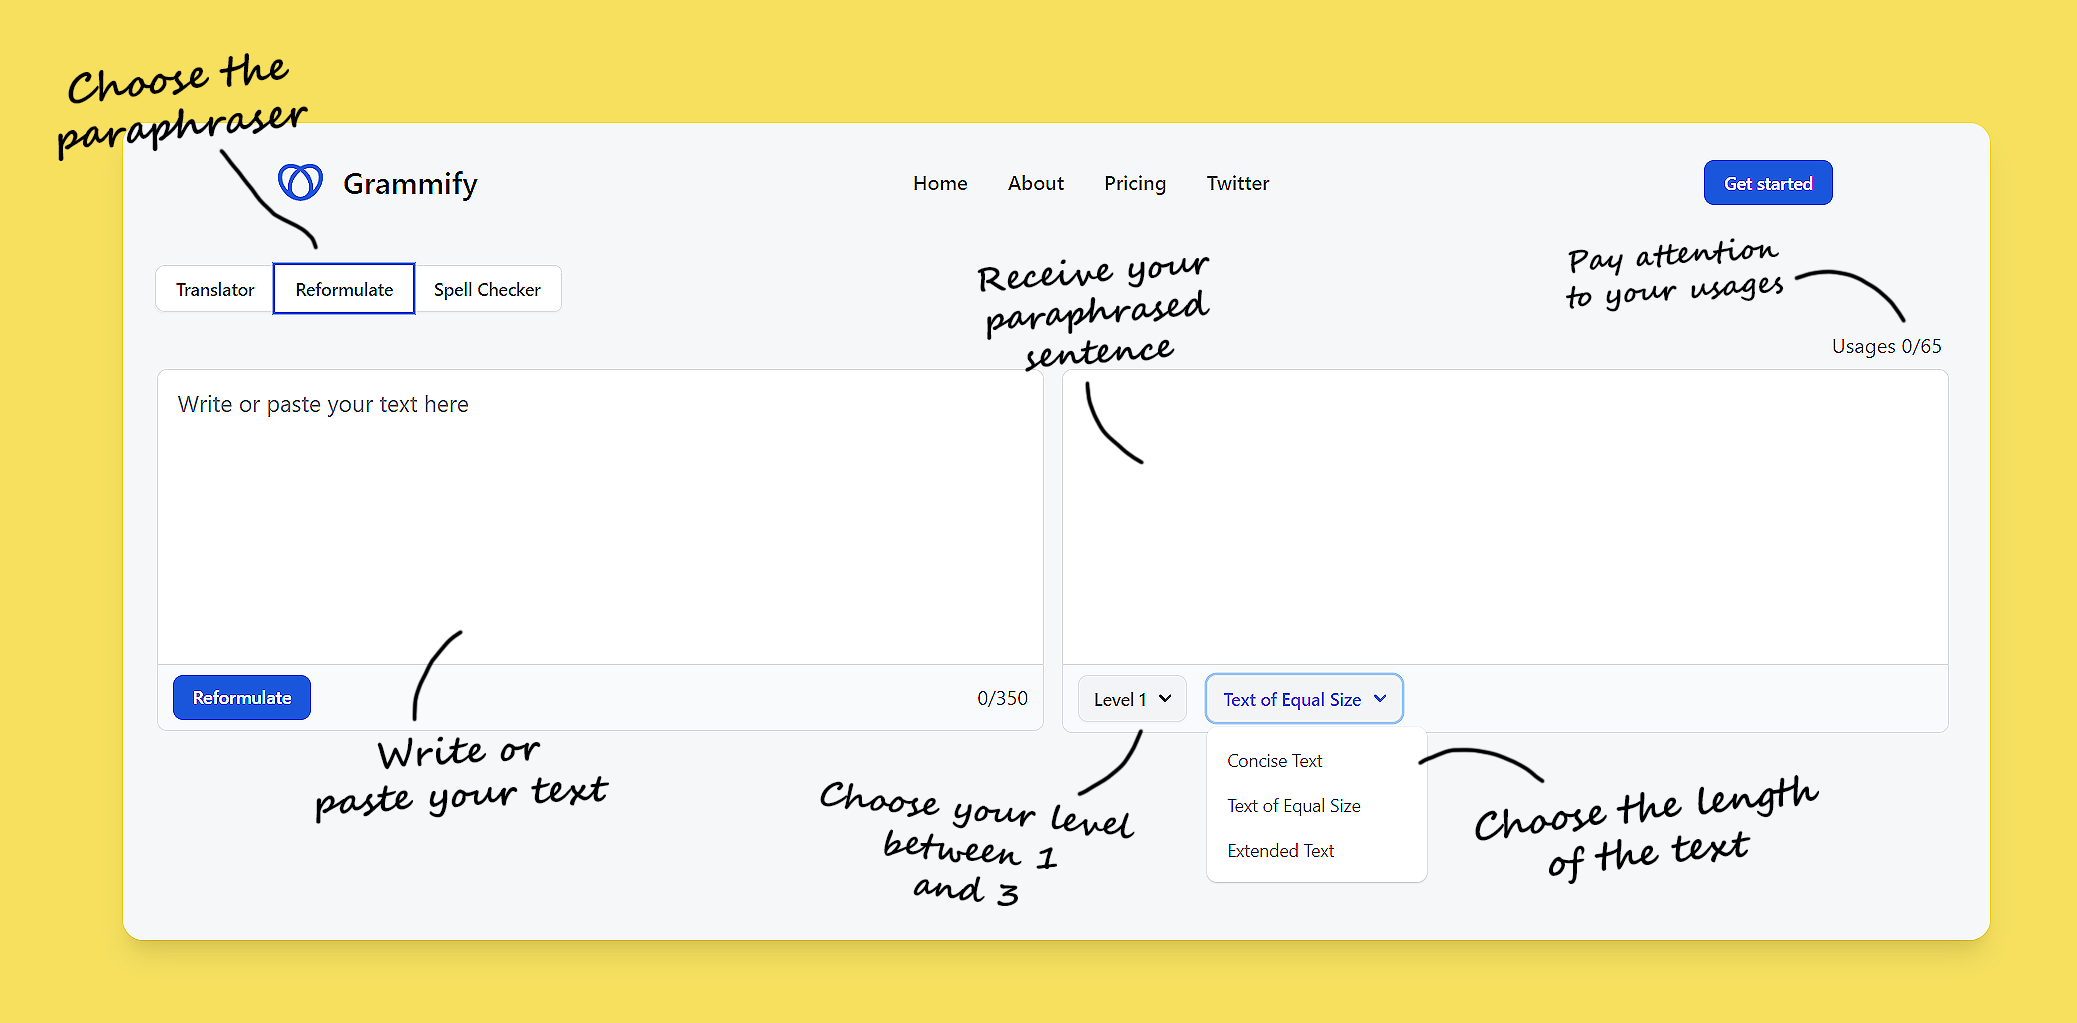 Choose the
paraphraser
Grammify
Home About Pricing Twitter
Get started
Translator Reformulate Spell Checker
Receive your
paraphrased
sentence
Pay attention
to your usages
Usages 0/65
Write or paste your text here
Reformulate
0/350
Level 1
Text of Equal Size
Concise Text
Text of Equal Size
Extended Text
Write or
paste your text
Choose your level
between 1
and 3
Choose the length
of the text